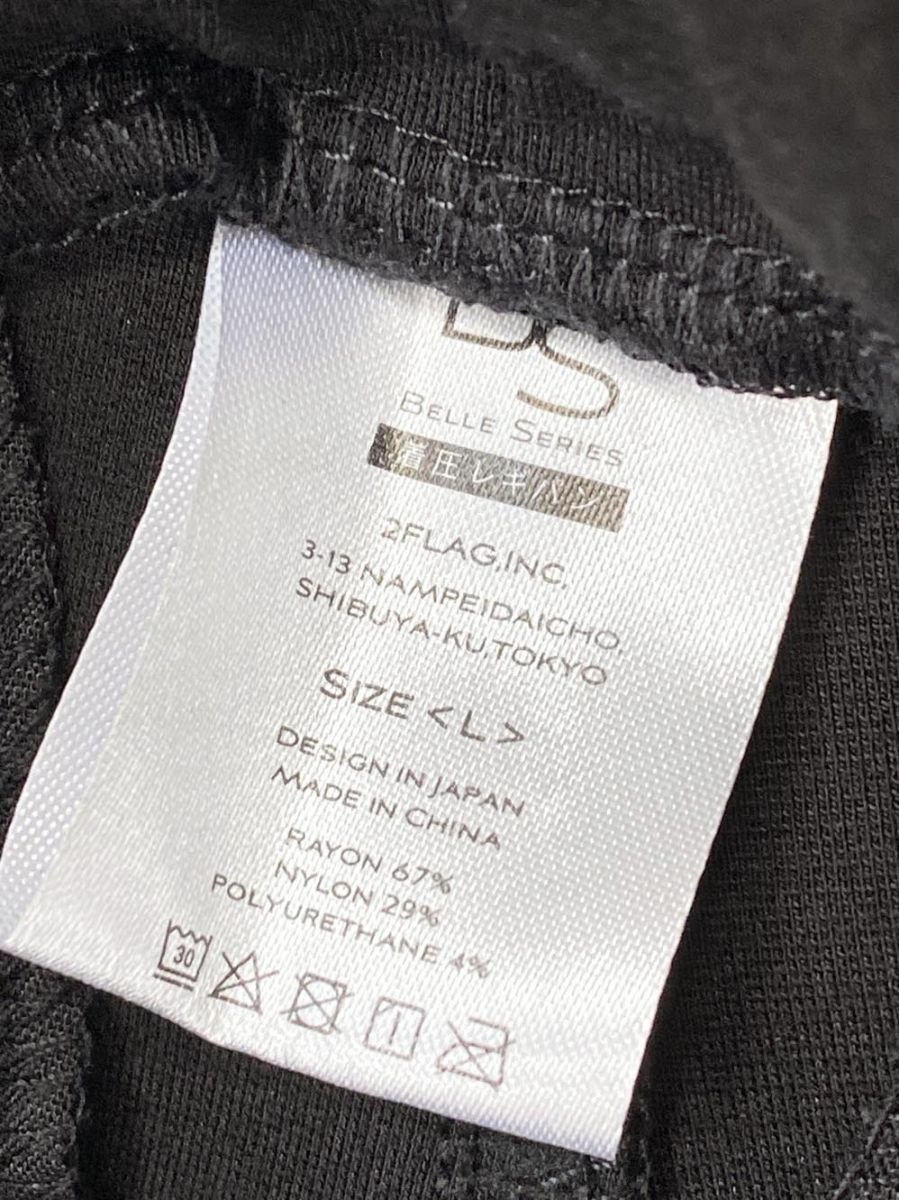 BS
BELLE SERIES
着圧レギパン
2FLAG,INC,
3-13 NAMPEIDAICHO,
SHIBUYA-KU,TOKYO
SIZE <L>
DESIGN IN JAPAN
MADE IN CHINA
RAYON 67%
NYLON 29%
POLYURETHANE 4%
30